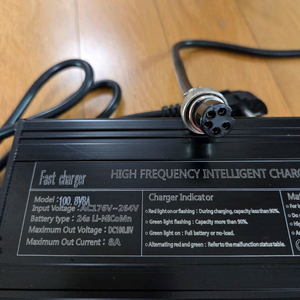 Fast charger
HIGH FREQUENCY INTELLIGENT CHAR
Model: 100.8V8A
Input Voltage: AC176V~264V
Battery type: 24s Li-NiCoMn
Maximum Out Voltage: DC100.8V
Maximum Out Current: 8A
Charger Indicator
Red light on or flashing: During charging, capacity less than 90%.
Green light flashing: Charging, capacity more than 90%.
Green light on: Full battery or no-load.
Alternating red and green: Refer to the malfunction status table.